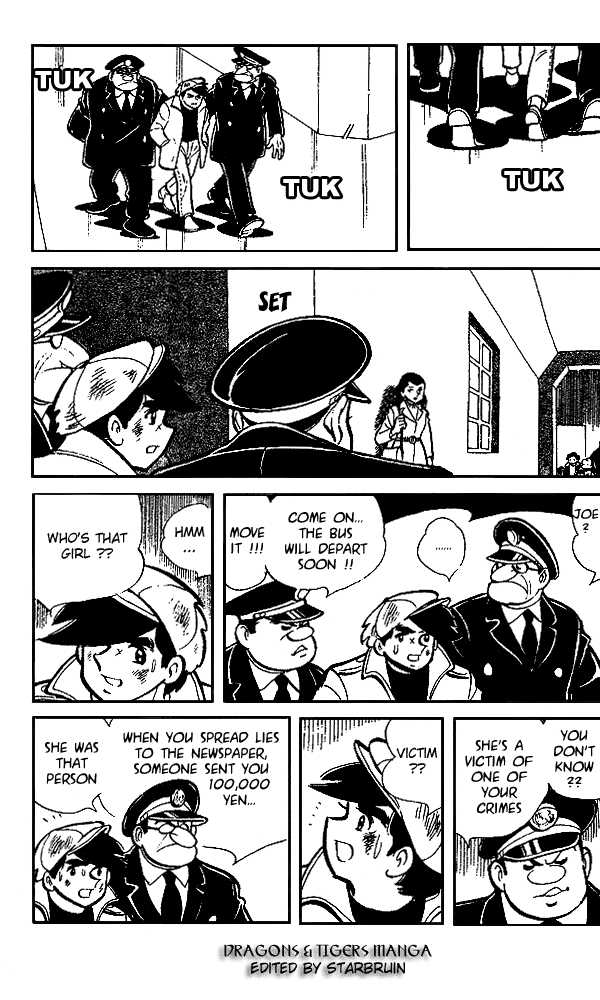 TUK
TUK
TUK
SET
JOE
?
......
COME ON...
THE BUS
WILL DEPART
SOON !!
MOVE
IT !!!
HMM
...
WHO'S THAT
GIRL ??
YOU
DON'T
KNOW
??
SHE'S A
VICTIM OF
ONE OF
YOUR
CRIMES
VICTIM
??
WHEN YOU SPREAD LIES
TO THE NEWSPAPER,
SOMEONE SENT YOU
100,000
YEN...
SHE WAS
THAT
PERSON
DRAGONS & TIGERS MANGA
EDITED BY STARBRUIN